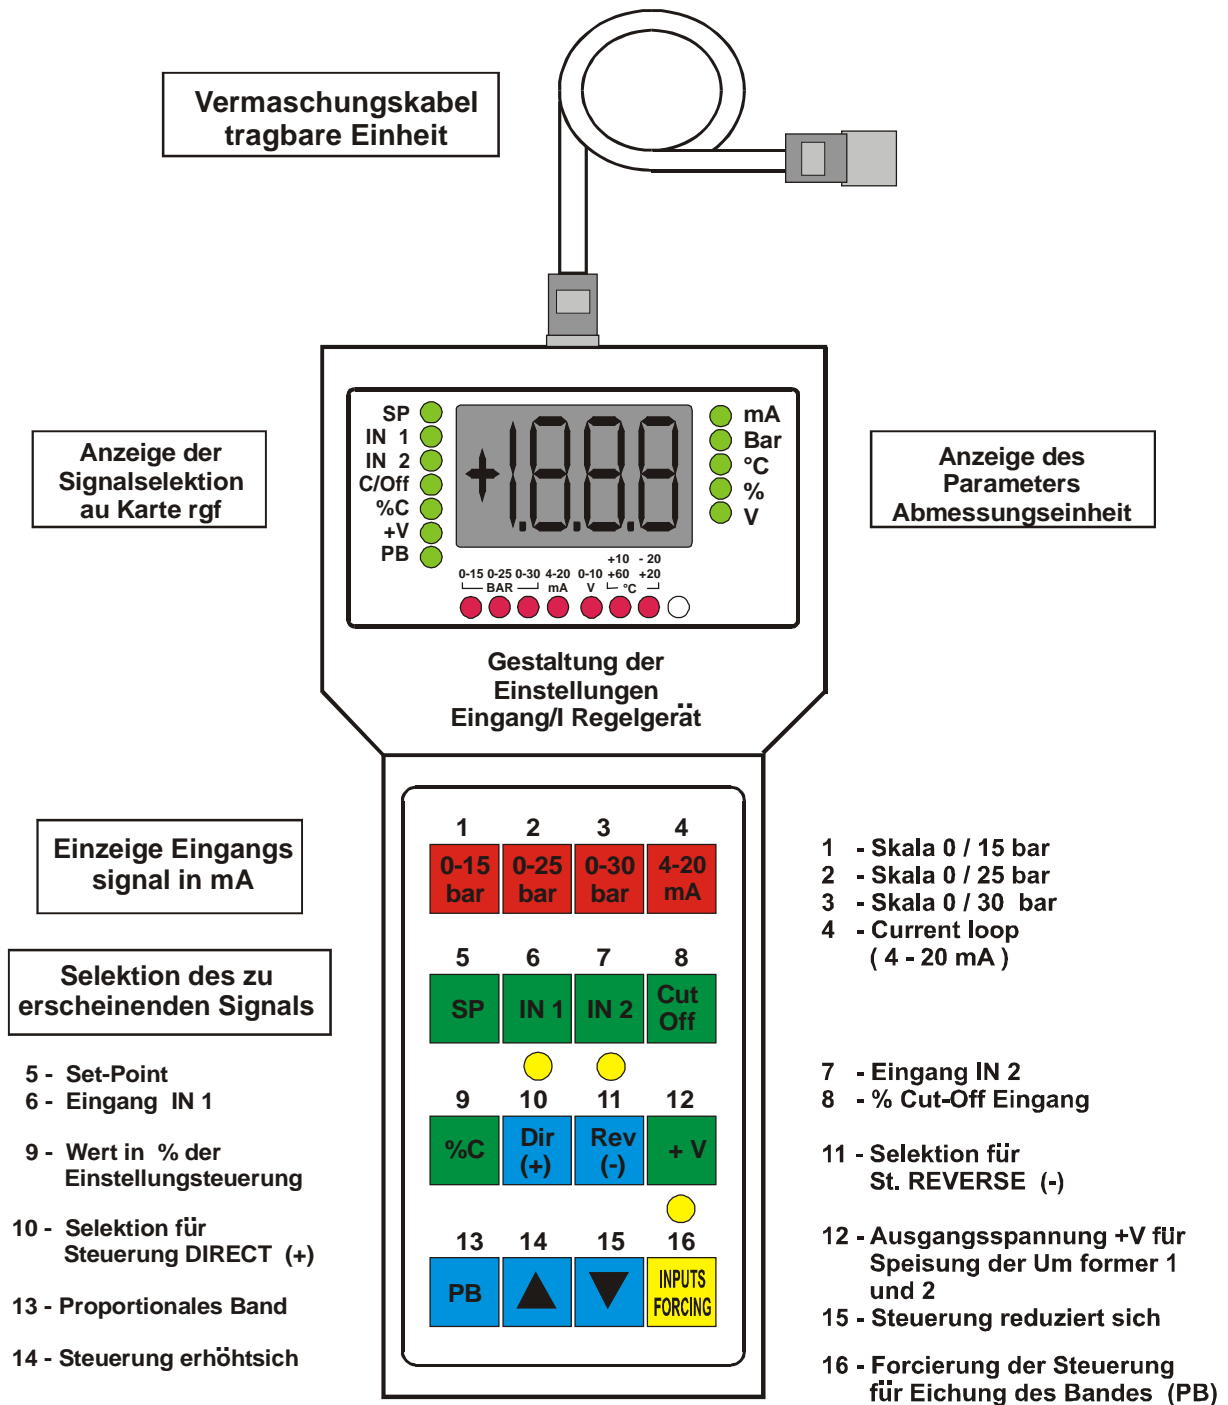 Vermaschungskabel
tragbare Einheit
Anzeige der
Signalselektion
au Karte rgf
SP
IN 1
IN 2
C/Off
%C
+V
PB
+1.8.8.8
mA
Bar
°C
%
V
+10 - 20
0-15 0-25 0-30 4-20 0-10 +60 +20
BAR mA V °C
Anzeige des
Parameters
Abmessungseinheit
Gestaltung der
Einstellungen
Eingang/I Regelgerät
Einzeige Eingangs
signal in mA
1 2 3 4
0-15 0-25 0-30 4-20
bar bar bar mA
1 - Skala 0 / 15 bar
2 - Skala 0 / 25 bar
3 - Skala 0 / 30 bar
4 - Current loop
( 4 - 20 mA )
Selektion des zu
erscheinenden Signals
5 6 7 8
SP IN 1 IN 2 Cut
Off
5 - Set-Point
6 - Eingang IN 1
7 - Eingang IN 2
8 - % Cut-Off Eingang
9 10 11 12
%C Dir Rev + V
(+) (-)
9 - Wert in % der
Einstellungsteuerung
10 - Selektion für
Steuerung DIRECT (+)
11 - Selektion für
St. REVERSE (-)
12 - Ausgangsspannung +V für
Speisung der Um former 1
und 2
13 14 15 16
PB ▲ ▼ INPUTS
FORCING
13 - Proportionales Band
14 - Steuerung erhöhtsich
15 - Steuerung reduziert sich
16 - Forcierung der Steuerung
für Eichung des Bandes (PB)